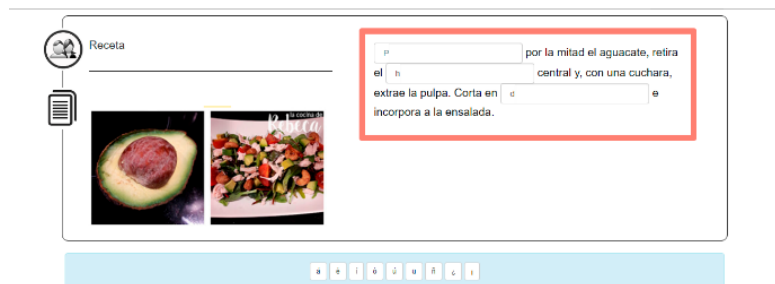 Receta
P por la mitad el aguacate, retira
el h central y, con una cuchara,
extrae la pulpa. Corta en d e
incorpora a la ensalada.
la cocina de
Rebeca
á é í ó ú u ñ ¿ ¡